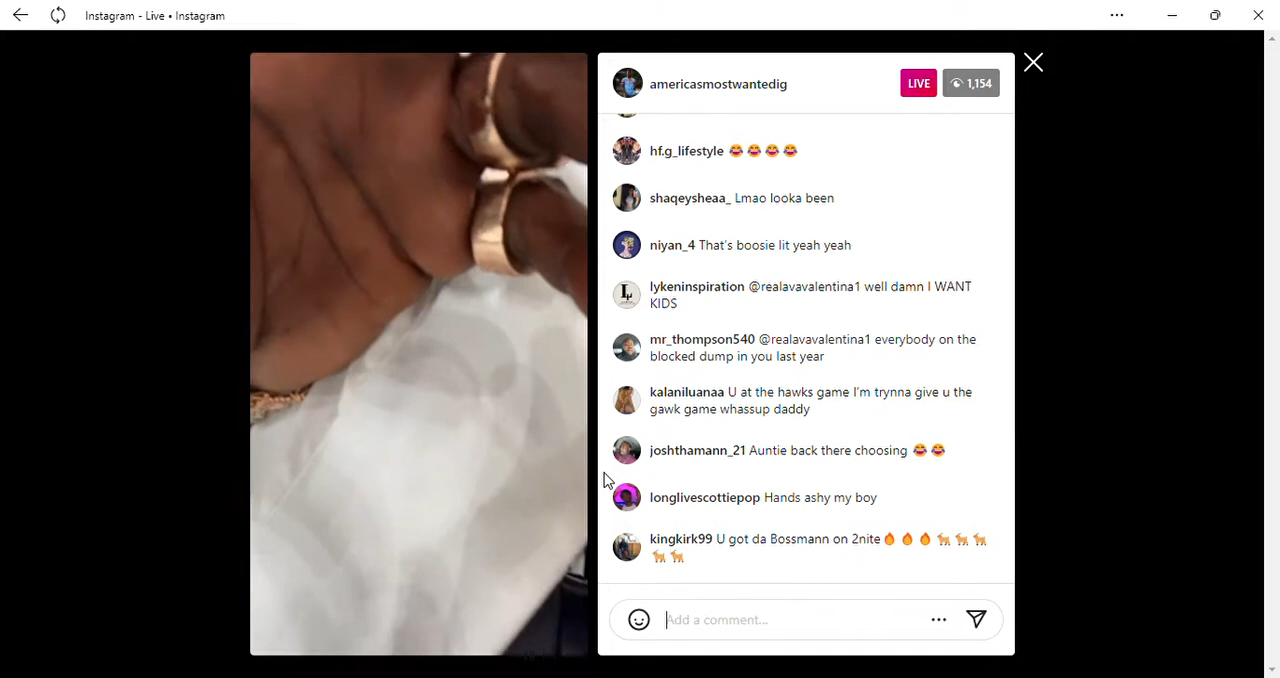 Instagram - Live • Instagram
americasmostwantedig
LIVE
1,154
hf.g_lifestyle 😂😂😂😂
shaqeysheaa_ Lmao looka been
niyan_4 That's boosie lit yeah yeah
lykeninspiration @realavavalentina1 well damn I WANT
KIDS
mr_thompson540 @realavavalentina1 everybody on the
blocked dump in you last year
kalaniluanaa U at the hawks game I'm trynna give u the
gawk game whassup daddy
joshthamann_21 Auntie back there choosing 😂😂
longlivescottiepop Hands ashy my boy
kingkirk99 U got da Bossmann on 2nite🔥🔥🔥🐐🐐🐐
🐐🐐
Add a comment...